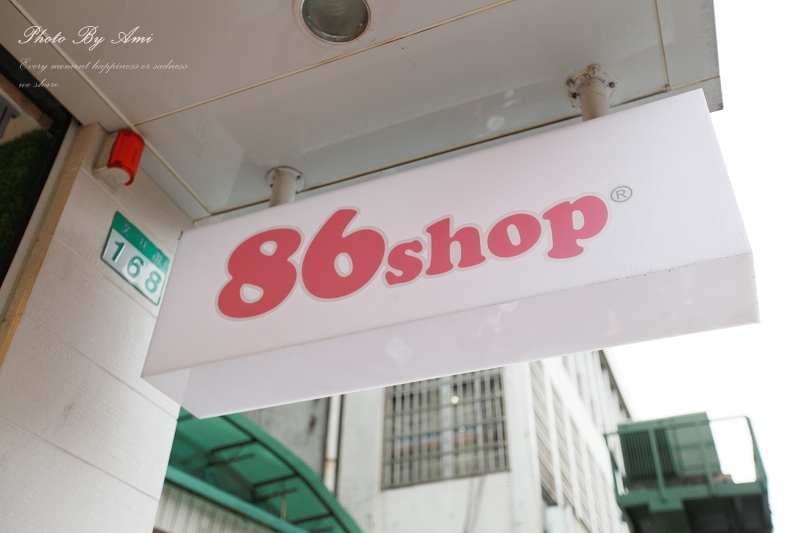 Photo By Ami
Every moment happiness or sadness
we share.
86shop®
168